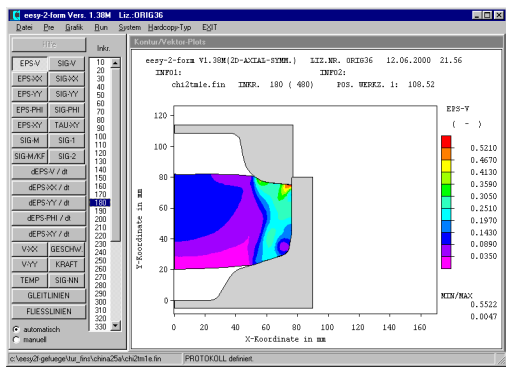 eesy-2-form Vers. 1.38M Liz.:ORIG36
Datei Pre Grafik Run System Hardcopy-Typ EXIT
Inkr.
EPS-V SIG-V
EPS-XX SIG-XX
EPS-YY SIG-YY
EPS-PHI SIG-PHI
EPS-XY TAU-XY
SIG-M SIG-1
SIG-M/KF SIG-2
dEPS-V / dt
dEPS-XX / dt
dEPS-YY / dt
dEPS-PHI / dt
dEPS-XY / dt
V-XX GESCHW.
V-YY KRAFT
TEMP SIG-NN
GLEITLINIEN
FLIESSLINIEN
automatisch
manuell
10
20
30
40
50
60
70
80
90
100
110
120
130
140
150
160
170
180
190
200
210
220
230
240
250
260
270
280
290
300
310
320
330
Kontur/Vektor-Plots
eesy-2-form V1.38M(2D-AXIAL-SYMM.) LIZ.NR. ORIG36 12.06.2000 21.56
INFO1: INFO2:
chi2tm1e.fin INKR. 180 ( 480) POS. WERKZ. 1: 108.52
EPS-V
( - )
0.5210
0.4670
0.4130
0.3590
0.3050
0.2510
0.1970
0.1430
0.0890
0.0350
MIN/MAX
0.5522
0.0047
Y-Koordinate in mm
120
100
80
60
40
20
0
0 20 40 60 80 100 120 140 160
X-Koordinate in mm
c:\eesy2f-gefuege\tur_fins\china25a\chi2tm1e.fin PROTOKOLL definiert.